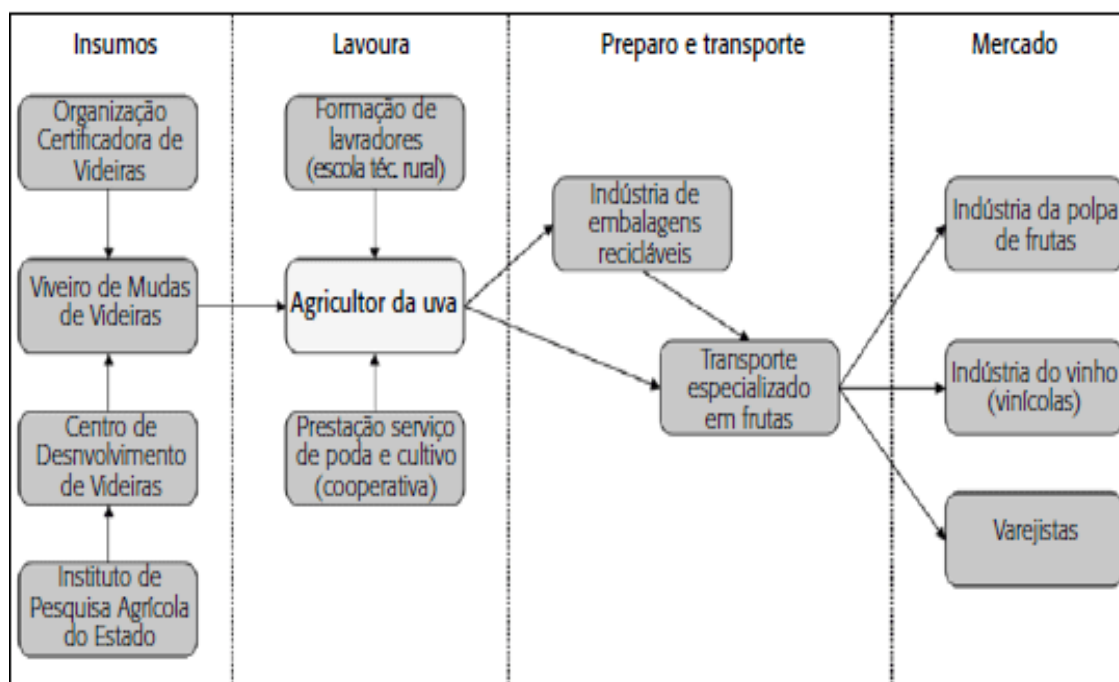 Insumos
Lavoura
Preparo e transporte
Mercado
Organização
Certificadora de
Videiras
Viveiro de Mudas
de Videiras
Centro de
Desnvolvimento
de Videiras
Instituto de
Pesquisa Agrícola
do Estado
Formação de
lavradores
(escola téc. rural)
Agricultor da uva
Prestação serviço
de poda e cultivo
(cooperativa)
Indústria de
embalagens
recicláveis
Transporte
especializado
em frutas
Indústria da polpa
de frutas
Indústria do vinho
(vinícolas)
Varejistas